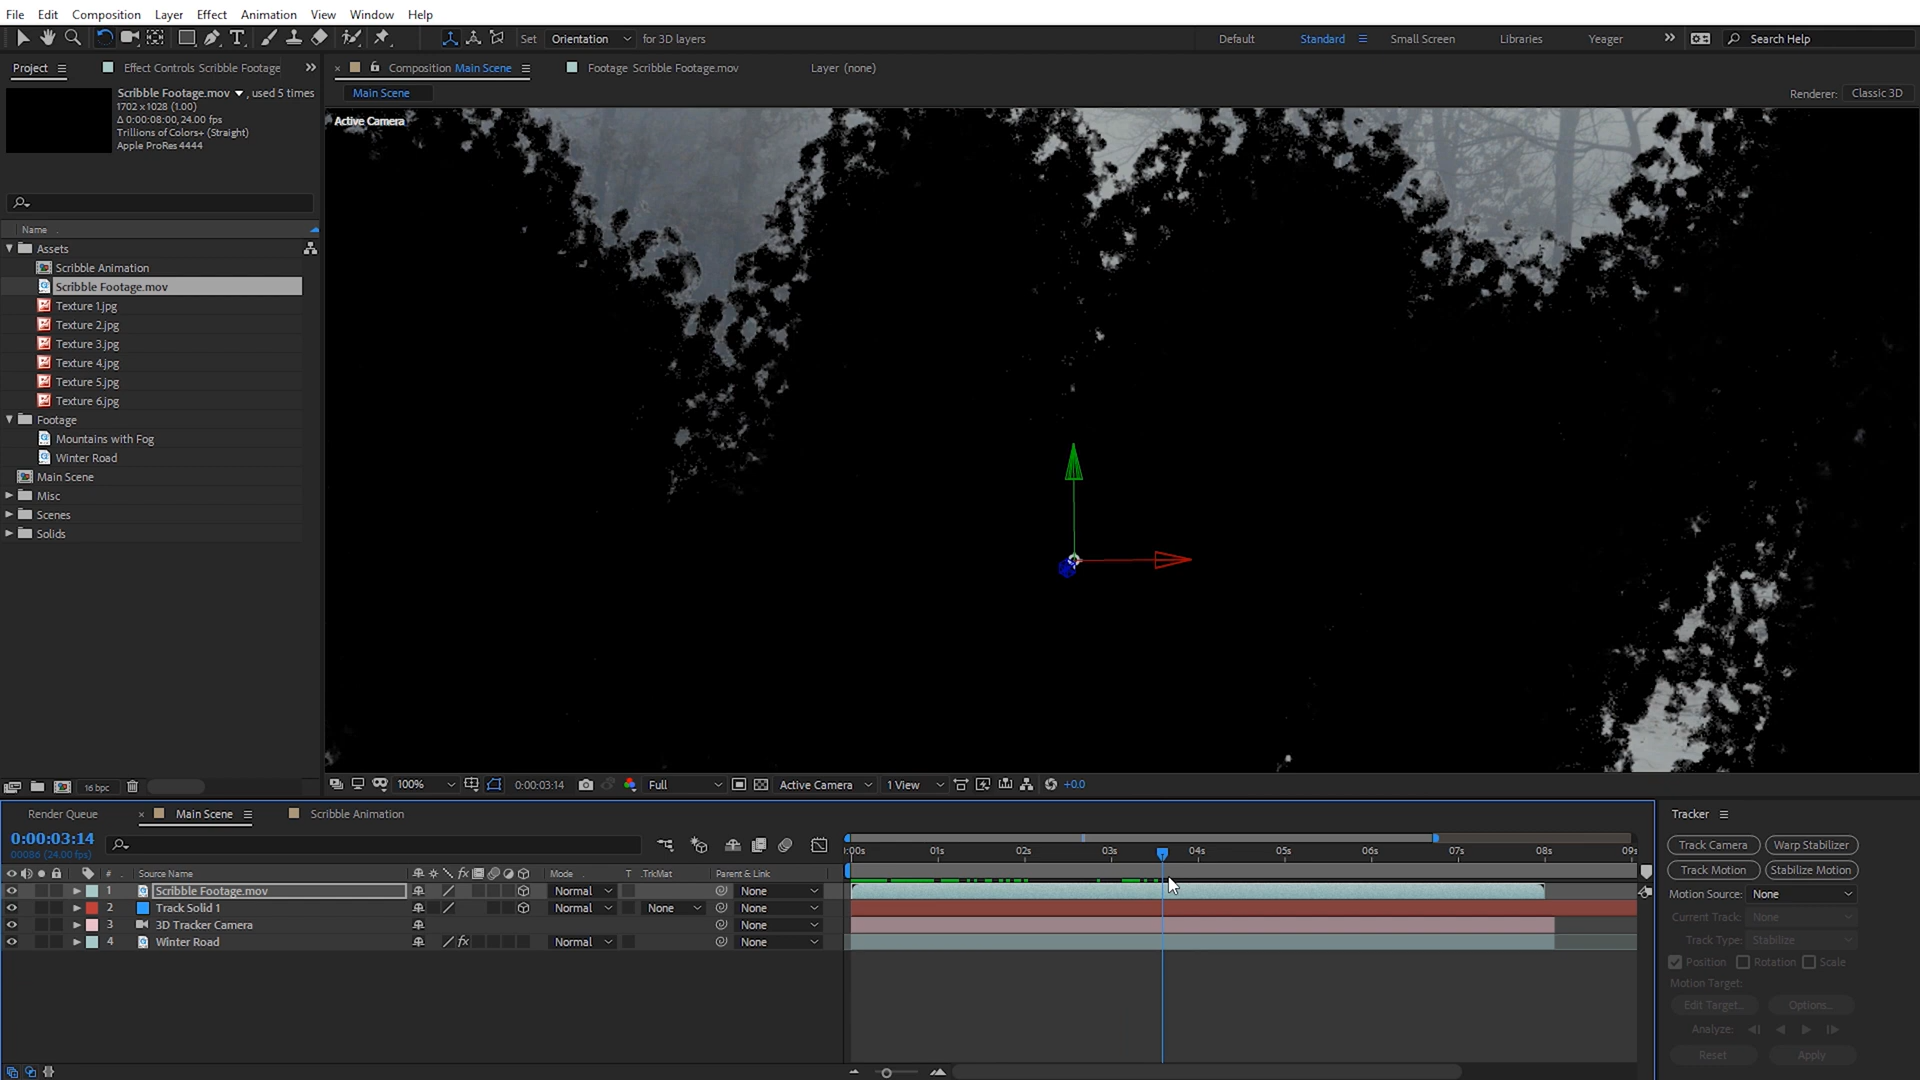 File Edit Composition Layer Effect Animation View Window Help
Set Orientation for 3D layers Default Standard Small Screen Libraries Yeager Search Help
Project Effect Controls Scribble Footage Composition Main Scene Footage Scribble Footage.mov Layer (none)
Main Scene Renderer: Classic 3D
Scribble Footage.mov , used 5 times
1702 x 1028 (1.00)
Δ 0:00:08:00, 24.00 fps
Trillions of Colors+ (Straight)
Apple ProRes 4444
Active Camera
Name
Assets
Scribble Animation
Scribble Footage.mov
Texture 1.jpg
Texture 2.jpg
Texture 3.jpg
Texture 4.jpg
Texture 5.jpg
Texture 6.jpg
Footage
Mountains with Fog
Winter Road
Main Scene
Misc
Scenes
Solids
16 bpc 100% 0:00:03:14 Full Active Camera 1 View +0.0
Render Queue Main Scene Scribble Animation
0:00:03:14
00086 (24.00 fps)
:00s 01s 02s 03s 04s 05s 06s 07s 08s 09s
# Source Name fx Mode T .TrkMat Parent & Link
1 Scribble Footage.mov Normal None
2 Track Solid 1 Normal None None
3 3D Tracker Camera None
4 Winter Road fx Normal None
Tracker
Track Camera Warp Stabilizer
Track Motion Stabilize Motion
Motion Source: None
Current Track: None
Track Type: Stabilize
Position Rotation Scale
Motion Target:
Edit Target... Options...
Analyze:
Reset Apply